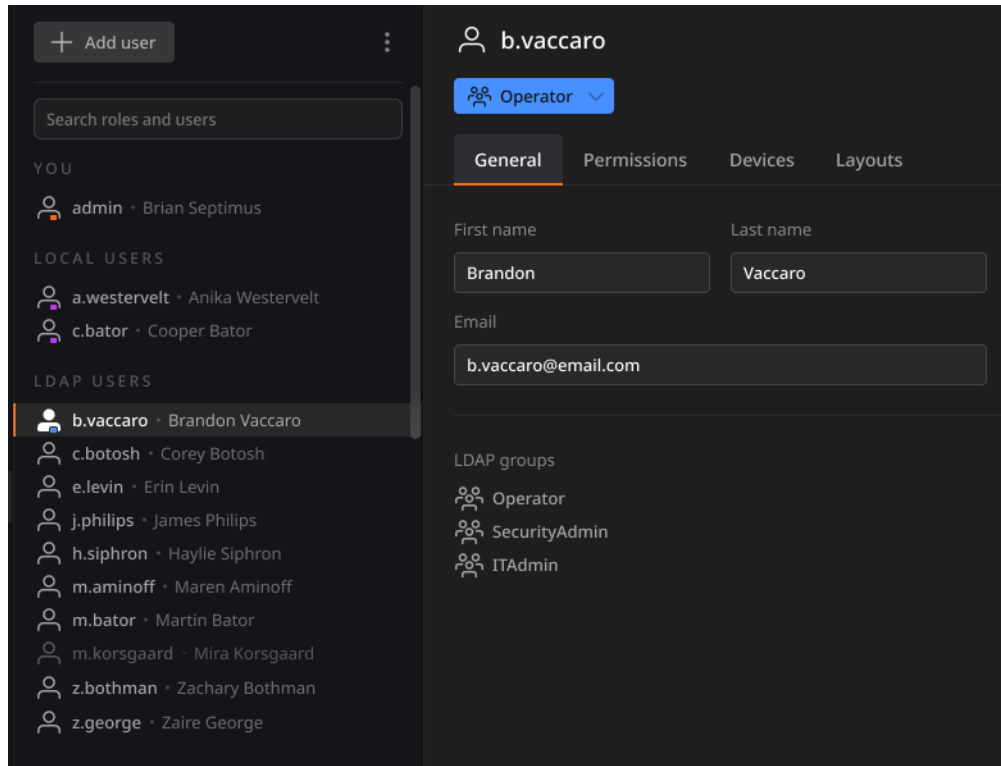 Add user
Search roles and users
YOU
admin • Brian Septimus
LOCAL USERS
a.westervelt • Anika Westervelt
c.bator • Cooper Bator
LDAP USERS
b.vaccaro • Brandon Vaccaro
c.botosh • Corey Botosh
e.levin • Erin Levin
j.philips • James Philips
h.siphron • Haylie Siphron
m.aminoff • Maren Aminoff
m.bator • Martin Bator
m.korsgaard • Mira Korsgaard
z.bothman • Zachary Bothman
z.george • Zaire George
b.vaccaro
Operator
General Permissions Devices Layouts
First name Last name
Brandon Vaccaro
Email
b.vaccaro@email.com
LDAP groups
Operator
SecurityAdmin
ITAdmin